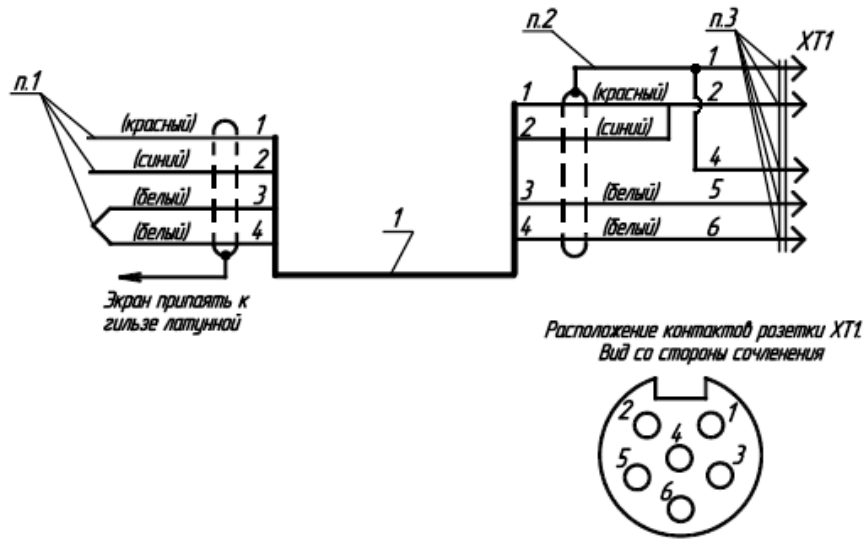 п.1
(красный) 1
(синий) 2
(белый) 3
(белый) 4
Экран припаять к
гильзе латунной
1
п.2
п.3
ХТ1
1
1 (красный) 2
2 (синий)
4
3 (белый) 5
4 (белый) 6
Расположение контактов розетки ХТ1.
Вид со стороны сочленения
2 1
4
5 3
6